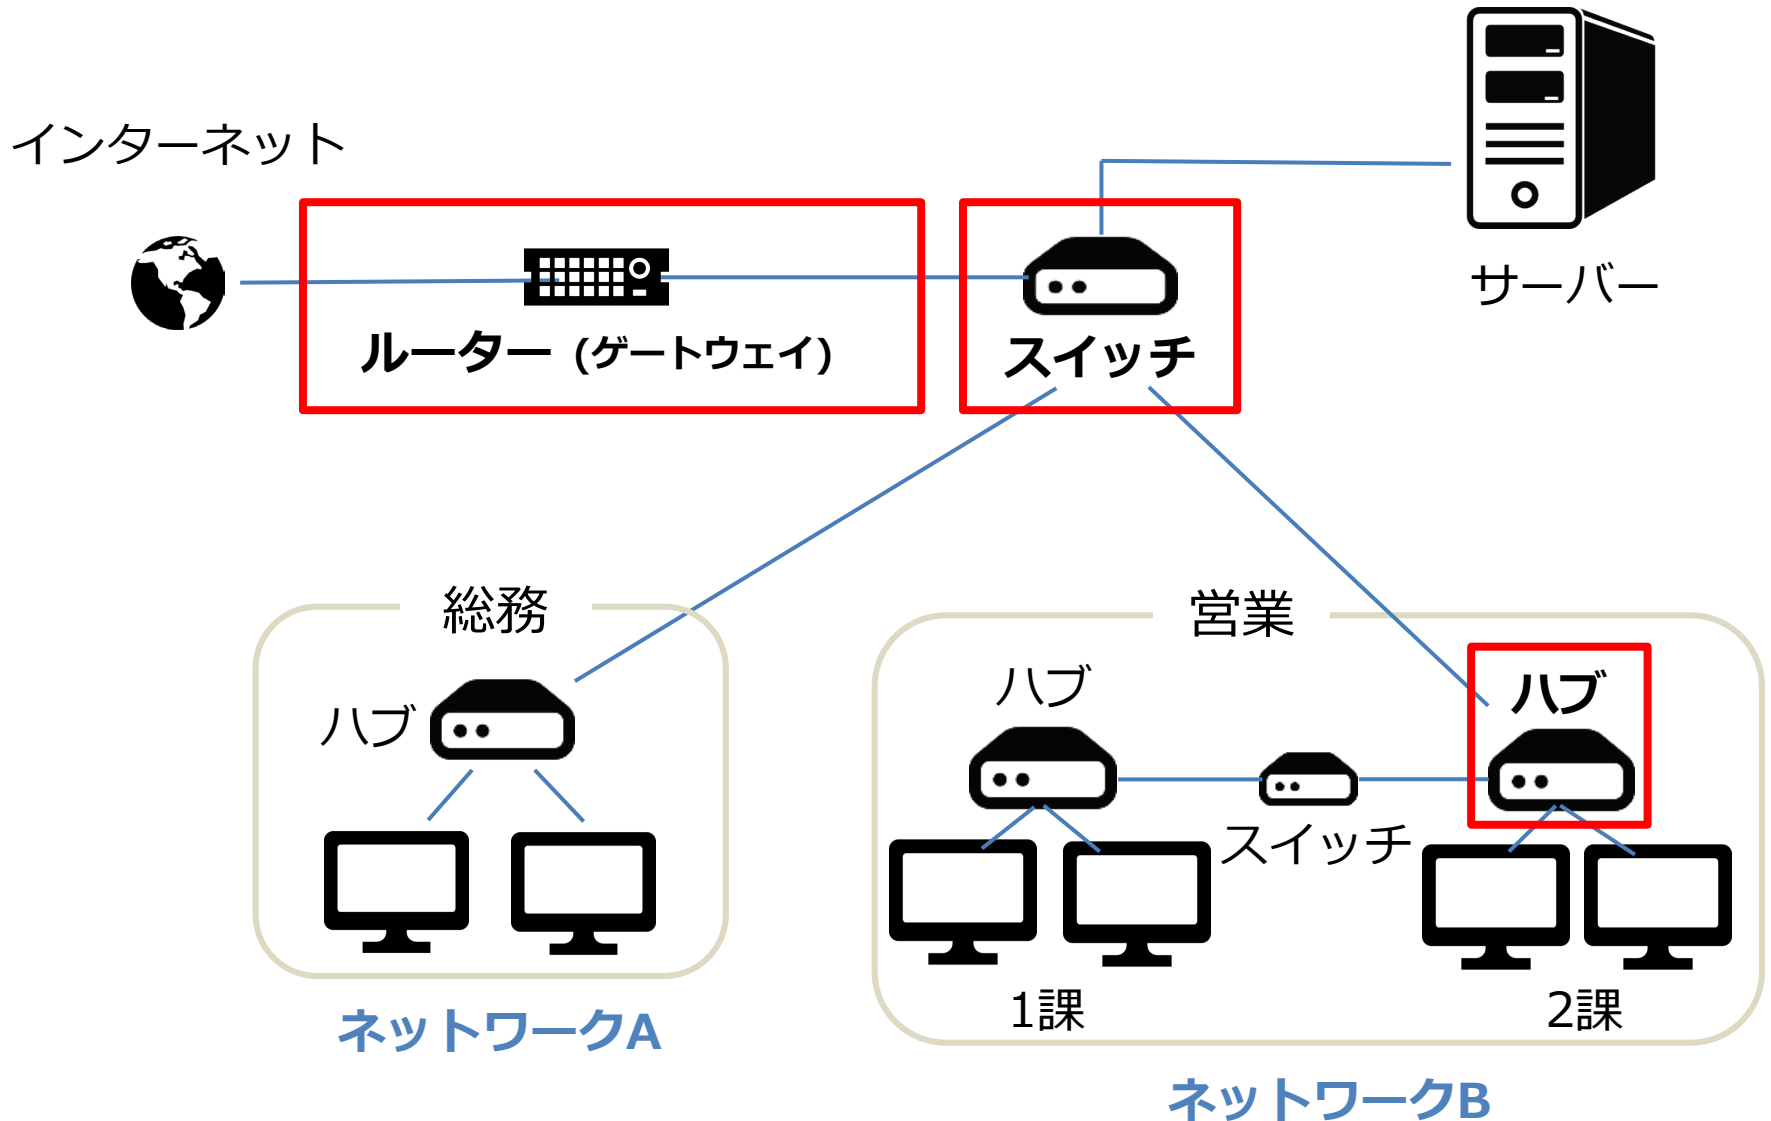 インターネット
サーバー
ルーター (ゲートウェイ)
スイッチ
総務
ハブ
ネットワークA
営業
ハブ
ハブ
スイッチ
1課
2課
ネットワークB